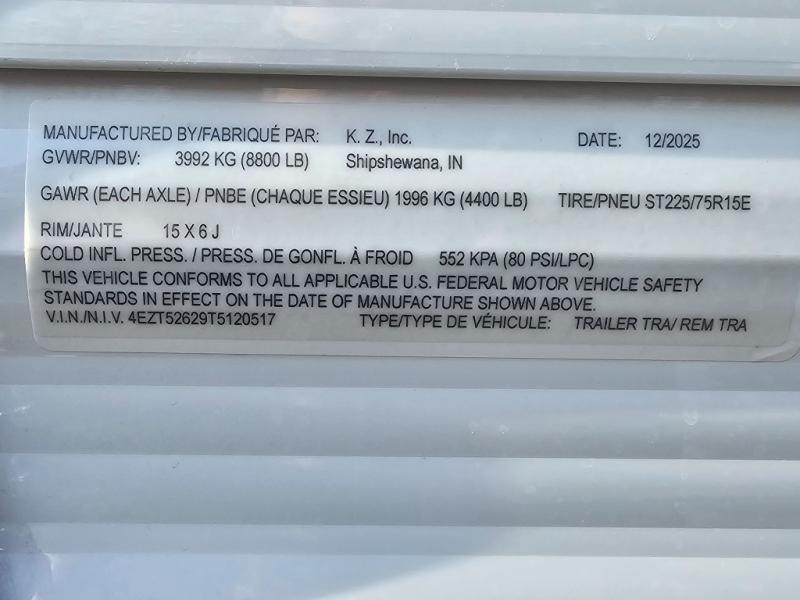 MANUFACTURED BY/FABRIQUÉ PAR: K. Z., Inc. DATE: 12/2025
GVWR/PNBV: 3992 KG (8800 LB) Shipshewana, IN
GAWR (EACH AXLE) / PNBE (CHAQUE ESSIEU) 1996 KG (4400 LB) TIRE/PNEU ST225/75R15E
RIM/JANTE 15 X 6 J
COLD INFL. PRESS. / PRESS. DE GONFL. À FROID 552 KPA (80 PSI/LPC)
THIS VEHICLE CONFORMS TO ALL APPLICABLE U.S. FEDERAL MOTOR VEHICLE SAFETY
STANDARDS IN EFFECT ON THE DATE OF MANUFACTURE SHOWN ABOVE.
V.I.N./N.I.V. 4EZT52629T5120517 TYPE/TYPE DE VÉHICULE: TRAILER TRA/ REM TRA